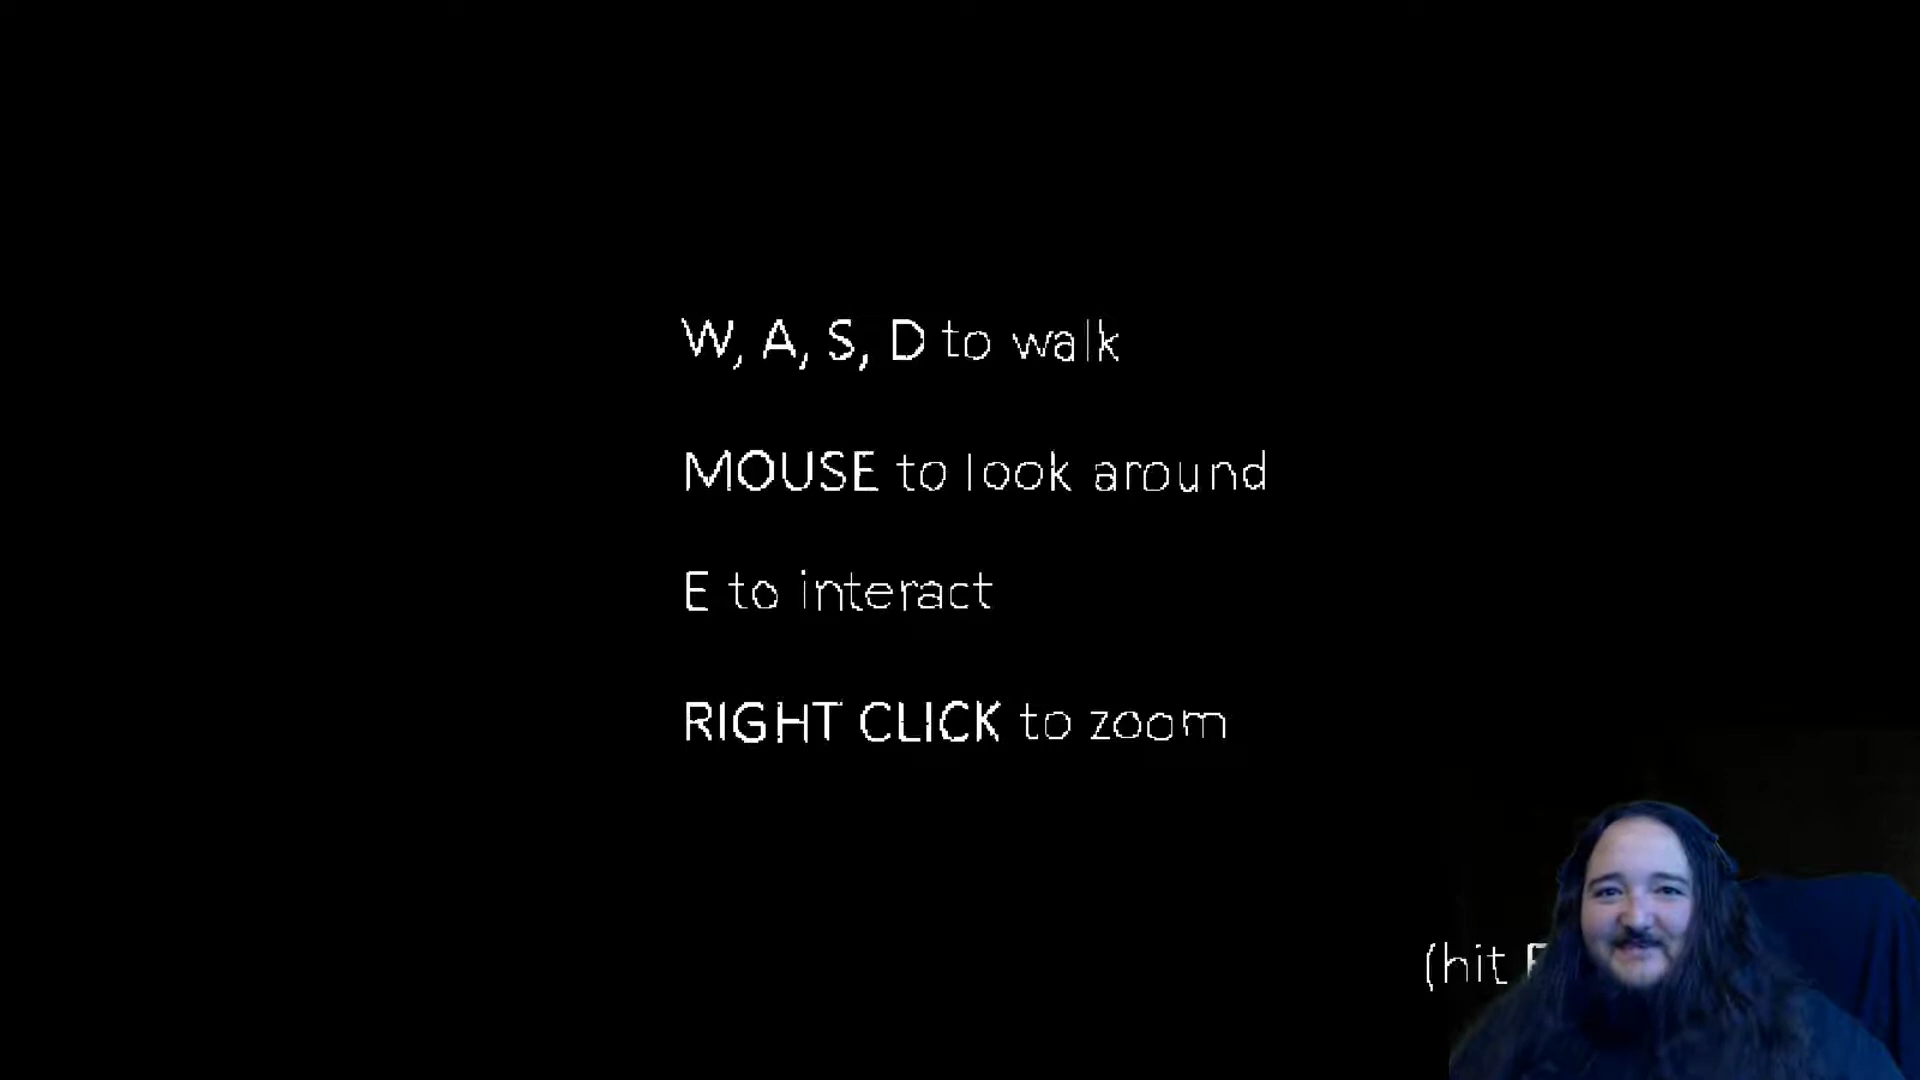 W, A, S, D to walk
MOUSE to look around
E to interact
RIGHT CLICK to zoom
(hit